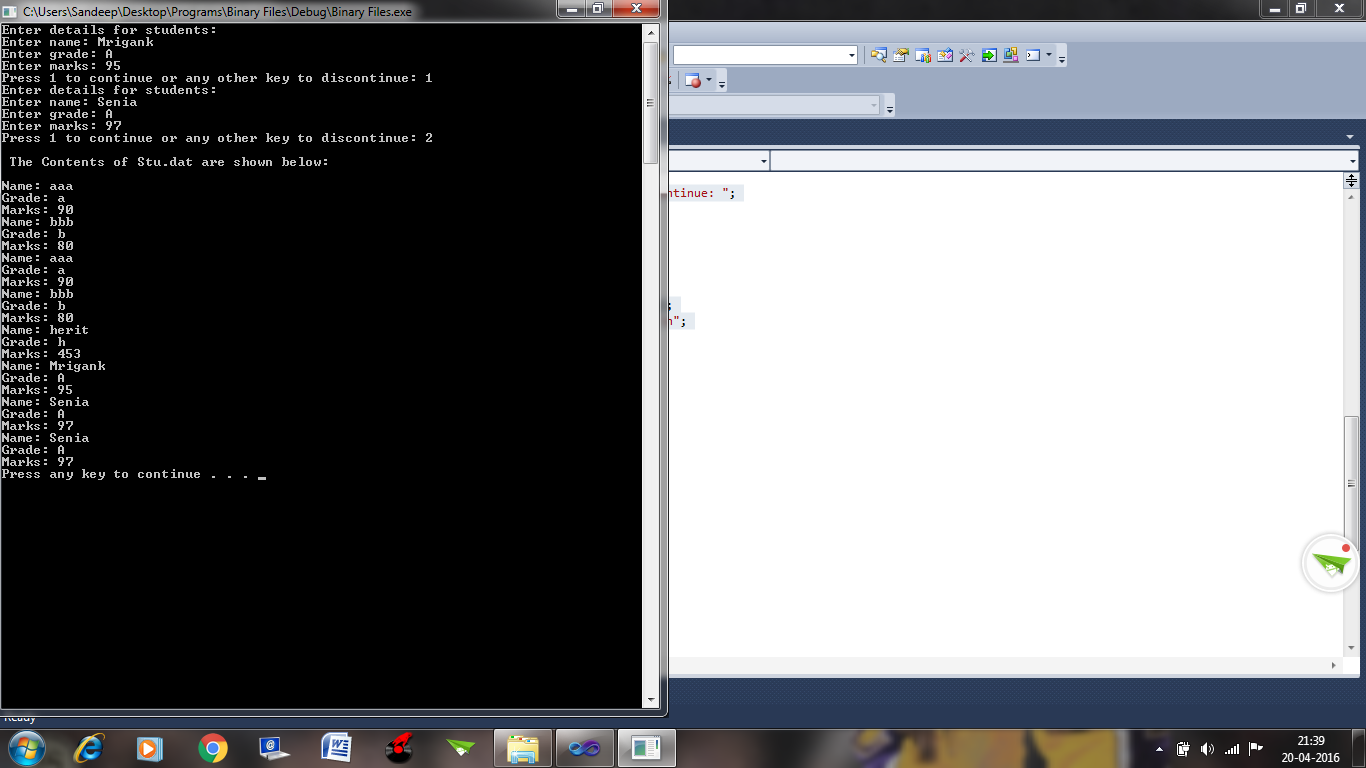 C:\Users\Sandeep\Desktop\Programs\Binary Files\Debug\Binary Files.exe
Enter details for students:
Enter name: Mrigank
Enter grade: A
Enter marks: 95
Press 1 to continue or any other key to discontinue: 1
Enter details for students:
Enter name: Senia
Enter grade: A
Enter marks: 97
Press 1 to continue or any other key to discontinue: 2
The Contents of Stu.dat are shown below:
Name: aaa
Grade: a
Marks: 90
Name: bbb
Grade: b
Marks: 80
Name: aaa
Grade: a
Marks: 90
Name: bbb
Grade: b
Marks: 80
Name: herit
Grade: h
Marks: 453
Name: Mrigank
Grade: A
Marks: 95
Name: Senia
Grade: A
Marks: 97
Name: Senia
Grade: A
Marks: 97
Press any key to continue . . . _
ntinue: ";
;
n";
Ready
21:39
20-04-2016